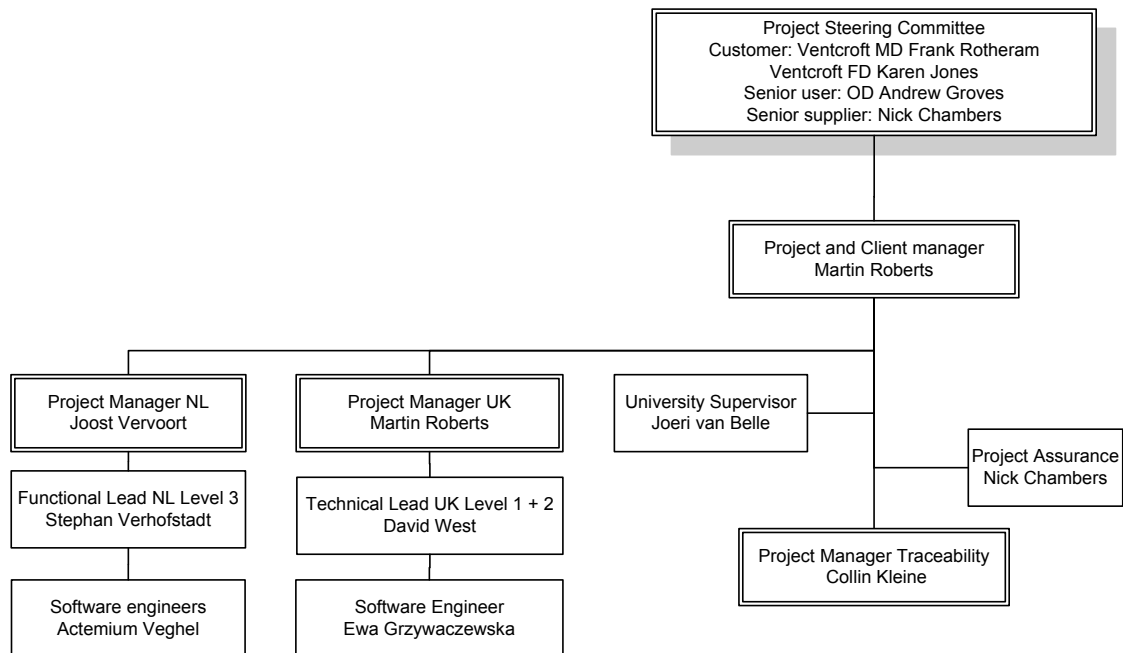 Project Steering Committee
Customer: Ventcroft MD Frank Rotheram
Ventcroft FD Karen Jones
Senior user: OD Andrew Groves
Senior supplier: Nick Chambers
Project and Client manager
Martin Roberts
Project Manager NL
Joost Vervoort
Project Manager UK
Martin Roberts
University Supervisor
Joeri van Belle
Project Assurance
Nick Chambers
Functional Lead NL Level 3
Stephan Verhofstadt
Technical Lead UK Level 1 + 2
David West
Project Manager Traceability
Collin Kleine
Software engineers
Actemium Veghel
Software Engineer
Ewa Grzywaczewska